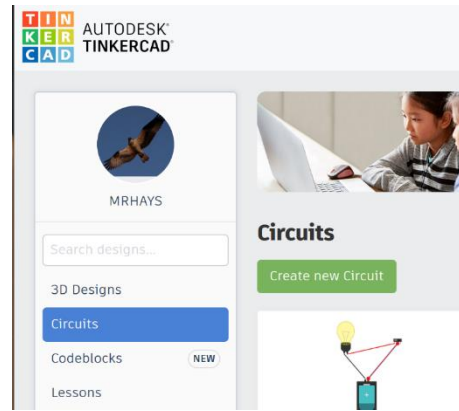 TIN
KER
CAD
AUTODESK®
TINKERCAD®
MRHAYS
Search designs...
3D Designs
Circuits
Codeblocks NEW
Lessons
Circuits
Create new Circuit